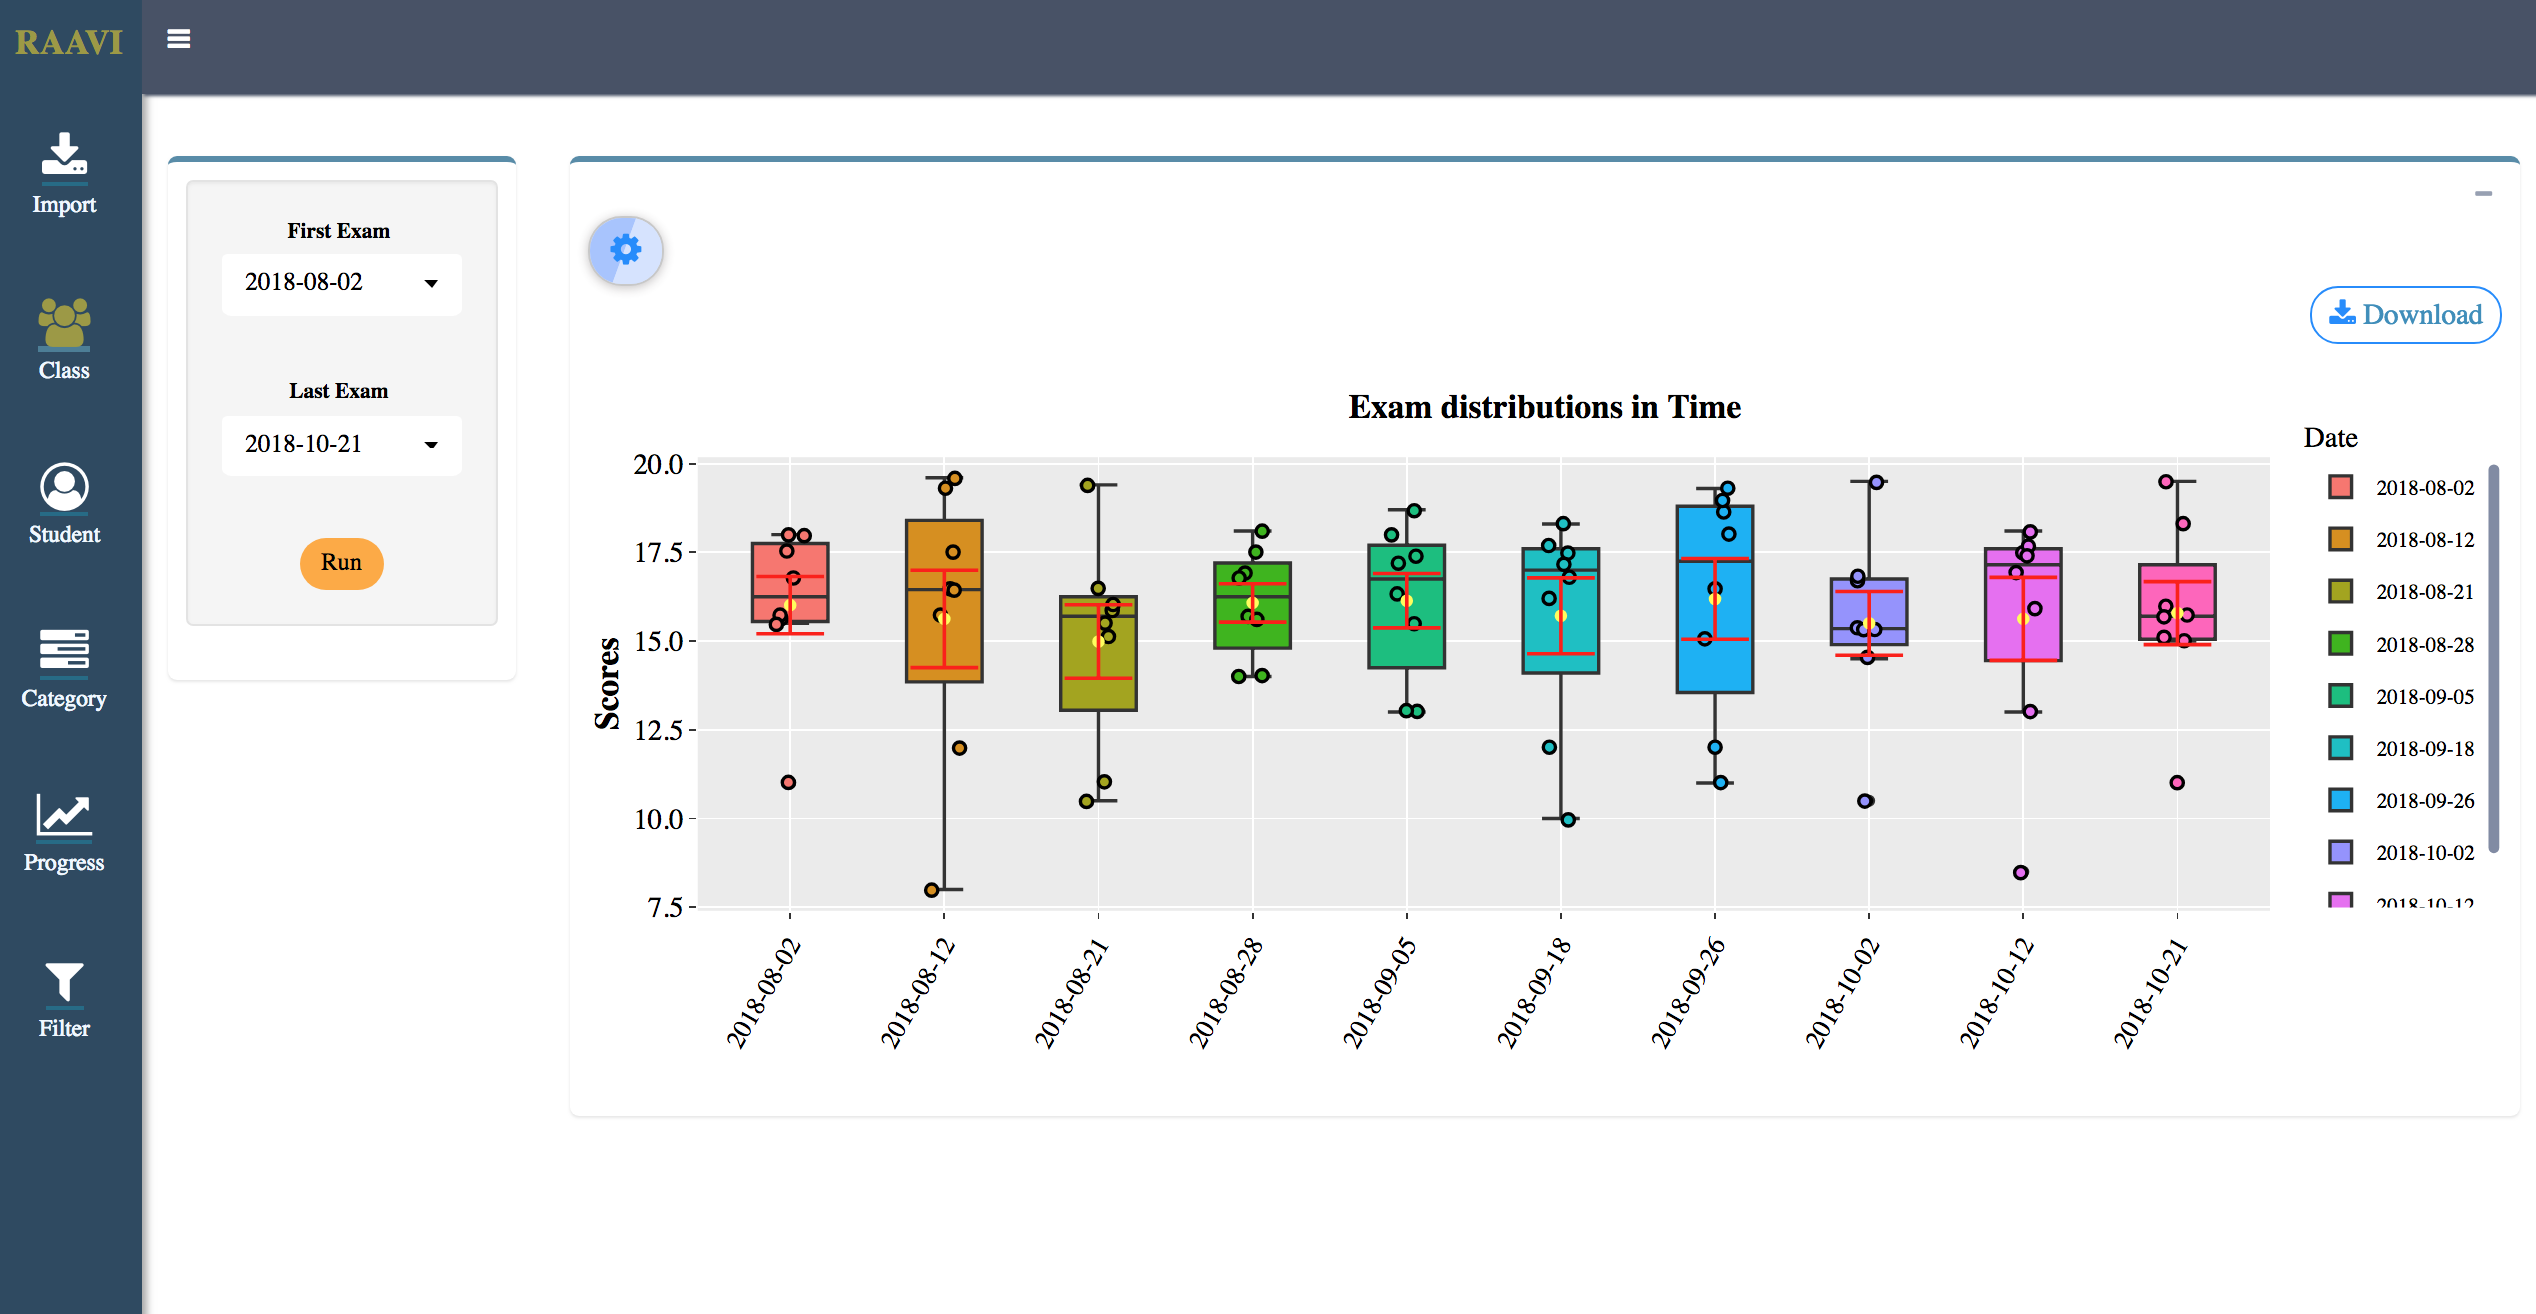 RAAVI
Import
Class
Student
Category
Progress
Filter
First Exam
2018-08-02
Last Exam
2018-10-21
Run
Download
Exam distributions in Time
Scores
20.0
17.5
15.0
12.5
10.0
7.5
2018-08-02
2018-08-12
2018-08-21
2018-08-28
2018-09-05
2018-09-18
2018-09-26
2018-10-02
2018-10-12
2018-10-21
Date
2018-08-02
2018-08-12
2018-08-21
2018-08-28
2018-09-05
2018-09-18
2018-09-26
2018-10-02
2018-10-12